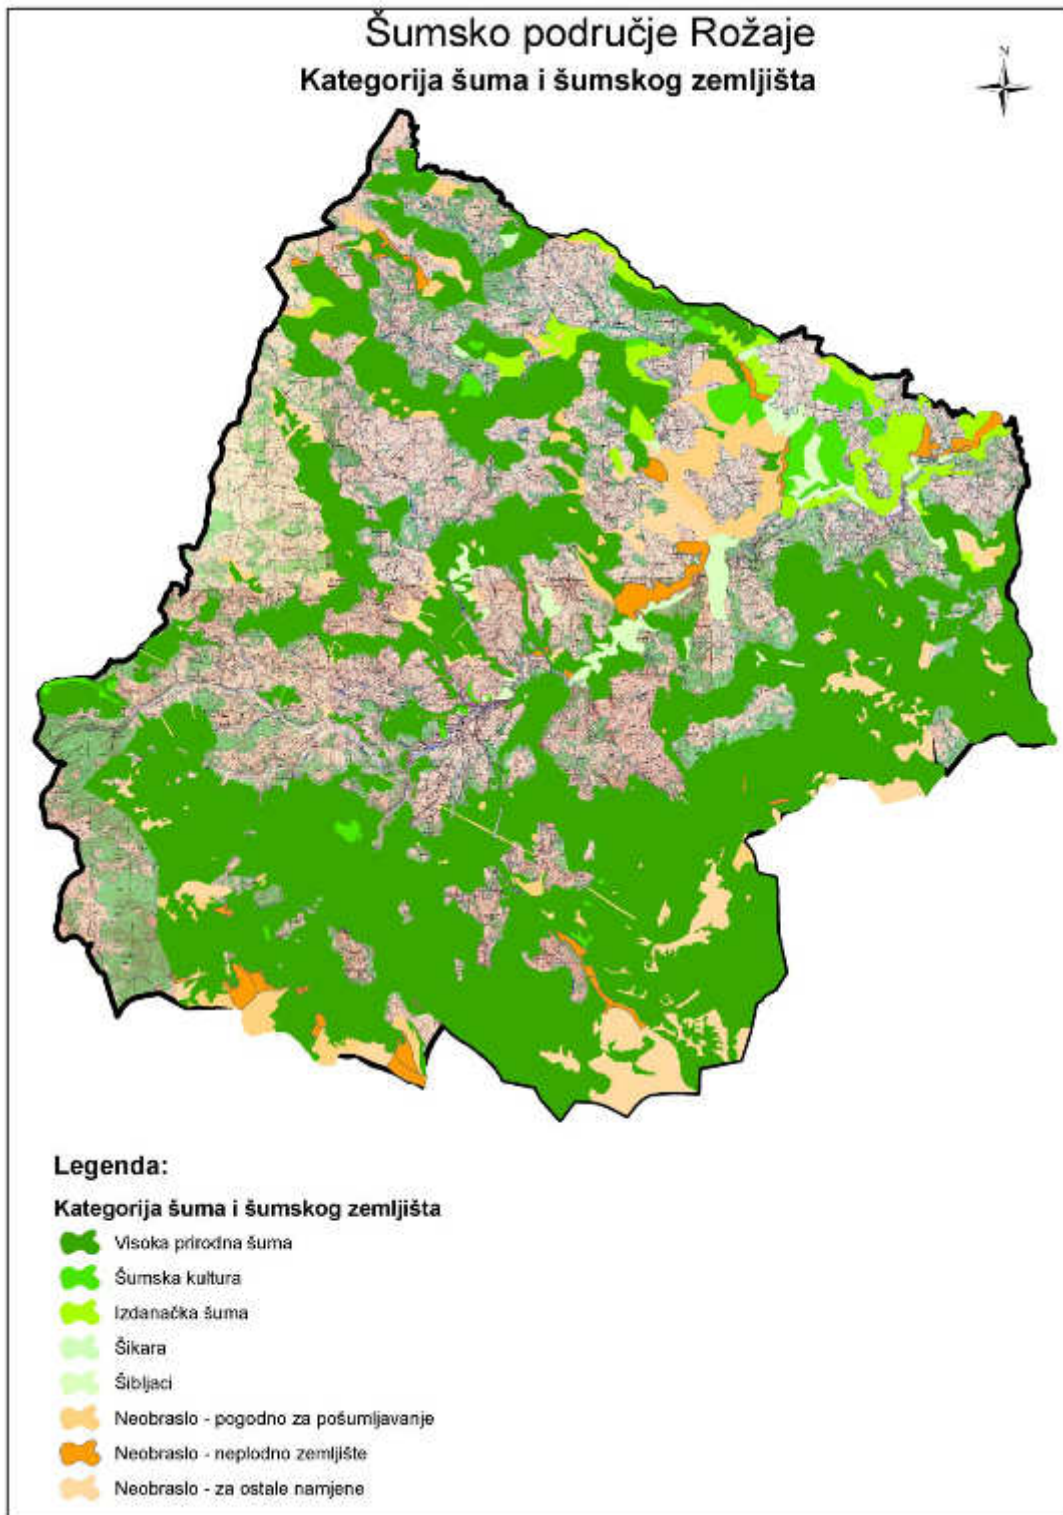 Šumsko područje Rožaje
Kategorija šuma i šumskog zemljišta
N
Legenda:
Kategorija šuma i šumskog zemljišta
Visoka prirodna šuma
Šumska kultura
Izdanačka šuma
Šikara
Šibljaci
Neobraslo - pogodno za pošumljavanje
Neobraslo - neplodno zemljište
Neobraslo - za ostale namjene